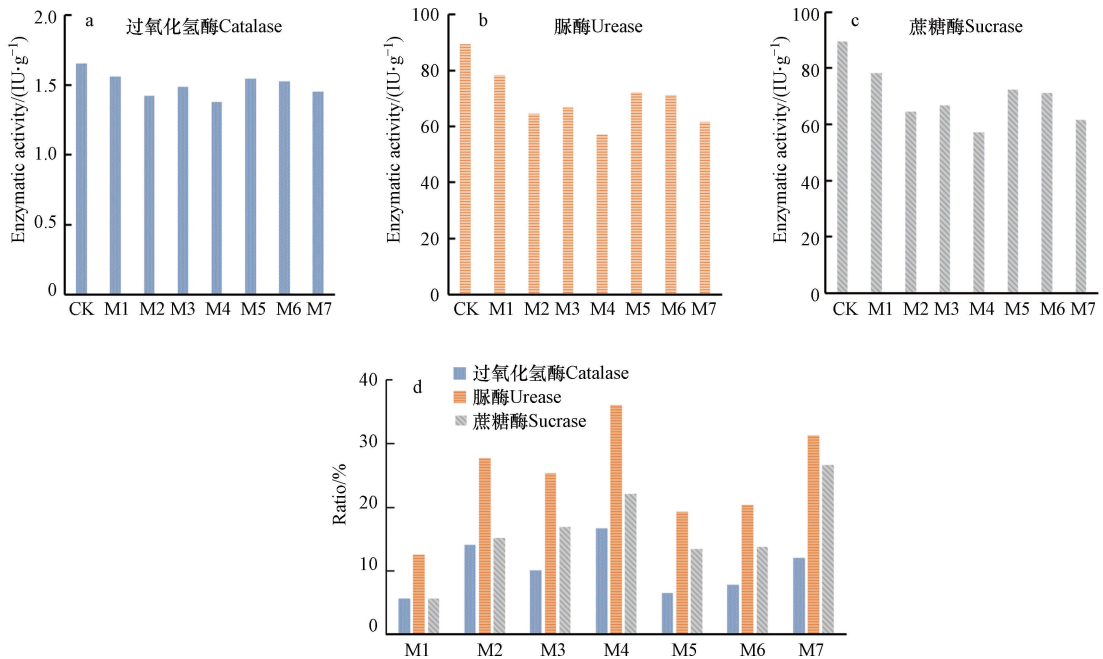 a 过氧化氢酶Catalase
Enzymatic activity/(IU·g⁻¹)
2.0
1.5
1.0
0.5
0
CK M1 M2 M3 M4 M5 M6 M7
b 脲酶Urease
Enzymatic activity/(IU·g⁻¹)
100
80
60
40
20
0
CK M1 M2 M3 M4 M5 M6 M7
c 蔗糖酶Sucrase
Enzymatic activity/(IU·g⁻¹)
100
80
60
40
20
0
CK M1 M2 M3 M4 M5 M6 M7
d
过氧化氢酶Catalase
脲酶Urease
蔗糖酶Sucrase
Ratio/%
40
30
20
10
0
M1 M2 M3 M4 M5 M6 M7